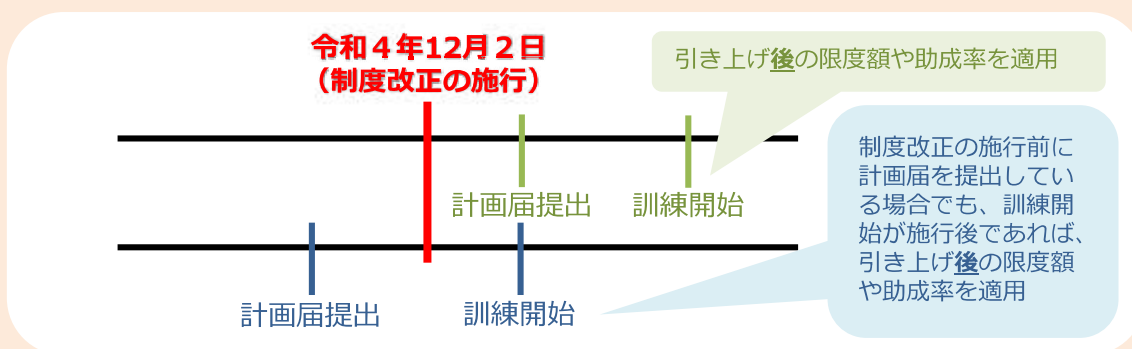 令和４年12月２日
（制度改正の施行）
引き上げ後の限度額や助成率を適用
計画届提出
訓練開始
制度改正の施行前に
計画届を提出してい
る場合でも、訓練開
始が施行後であれば、
引き上げ後の限度額
や助成率を適用
計画届提出
訓練開始